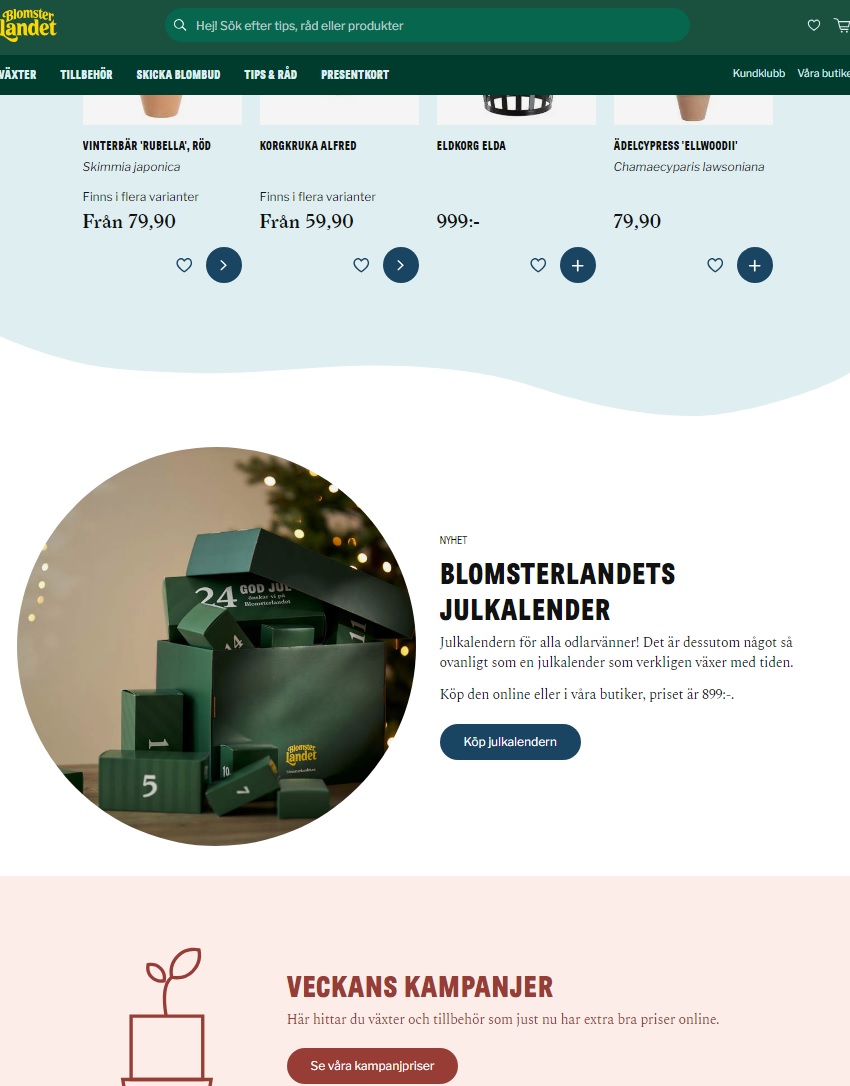 Blomster
landet
Hej! Sök efter tips, råd eller produkter
VÄXTER TILLBEHÖR SKICKA BLOMBUD TIPS & RÅD PRESENTKORT
Kundklubb Våra butike
VINTERBÄR 'RUBELLA', RÖD
Skimmia japonica
Finns i flera varianter
Från 79,90
KORGKRUKA ALFRED
Finns i flera varianter
Från 59,90
ELDKORG ELDA
999:-
ÄDELCYPRESS 'ELLWOODII'
Chamaecyparis lawsoniana
79,90
24 GOD JUL
önskar vi på
Blomsterlandet
14
11
1
5
10
7
Blomster
landet
NYHET
BLOMSTERLANDETS
JULKALENDER
Julkalendern för alla odlarvänner! Det är dessutom något så
ovanligt som en julkalender som verkligen växer med tiden.
Köp den online eller i våra butiker, priset är 899:-.
Köp julkalendern
VECKANS KAMPANJER
Här hittar du växter och tillbehör som just nu har extra bra priser online.
Se våra kampanjpriser